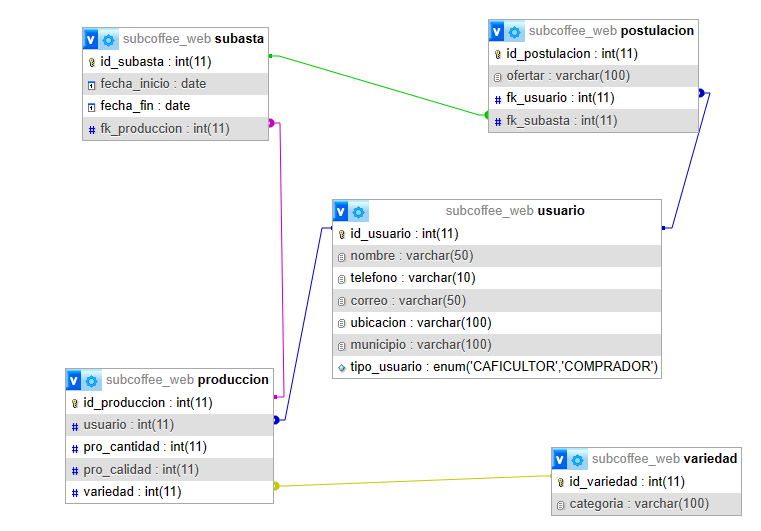 subcoffee_web subasta
id_subasta : int(11)
fecha_inicio : date
fecha_fin : date
fk_produccion : int(11)
subcoffee_web postulacion
id_postulacion : int(11)
ofertar : varchar(100)
fk_usuario : int(11)
fk_subasta : int(11)
subcoffee_web usuario
id_usuario : int(11)
nombre : varchar(50)
telefono : varchar(10)
correo : varchar(50)
ubicacion : varchar(100)
municipio : varchar(100)
tipo_usuario : enum('CAFICULTOR','COMPRADOR')
subcoffee_web produccion
id_produccion : int(11)
usuario : int(11)
pro_cantidad : int(11)
pro_calidad : int(11)
variedad : int(11)
subcoffee_web variedad
id_variedad : int(11)
categoria : varchar(100)